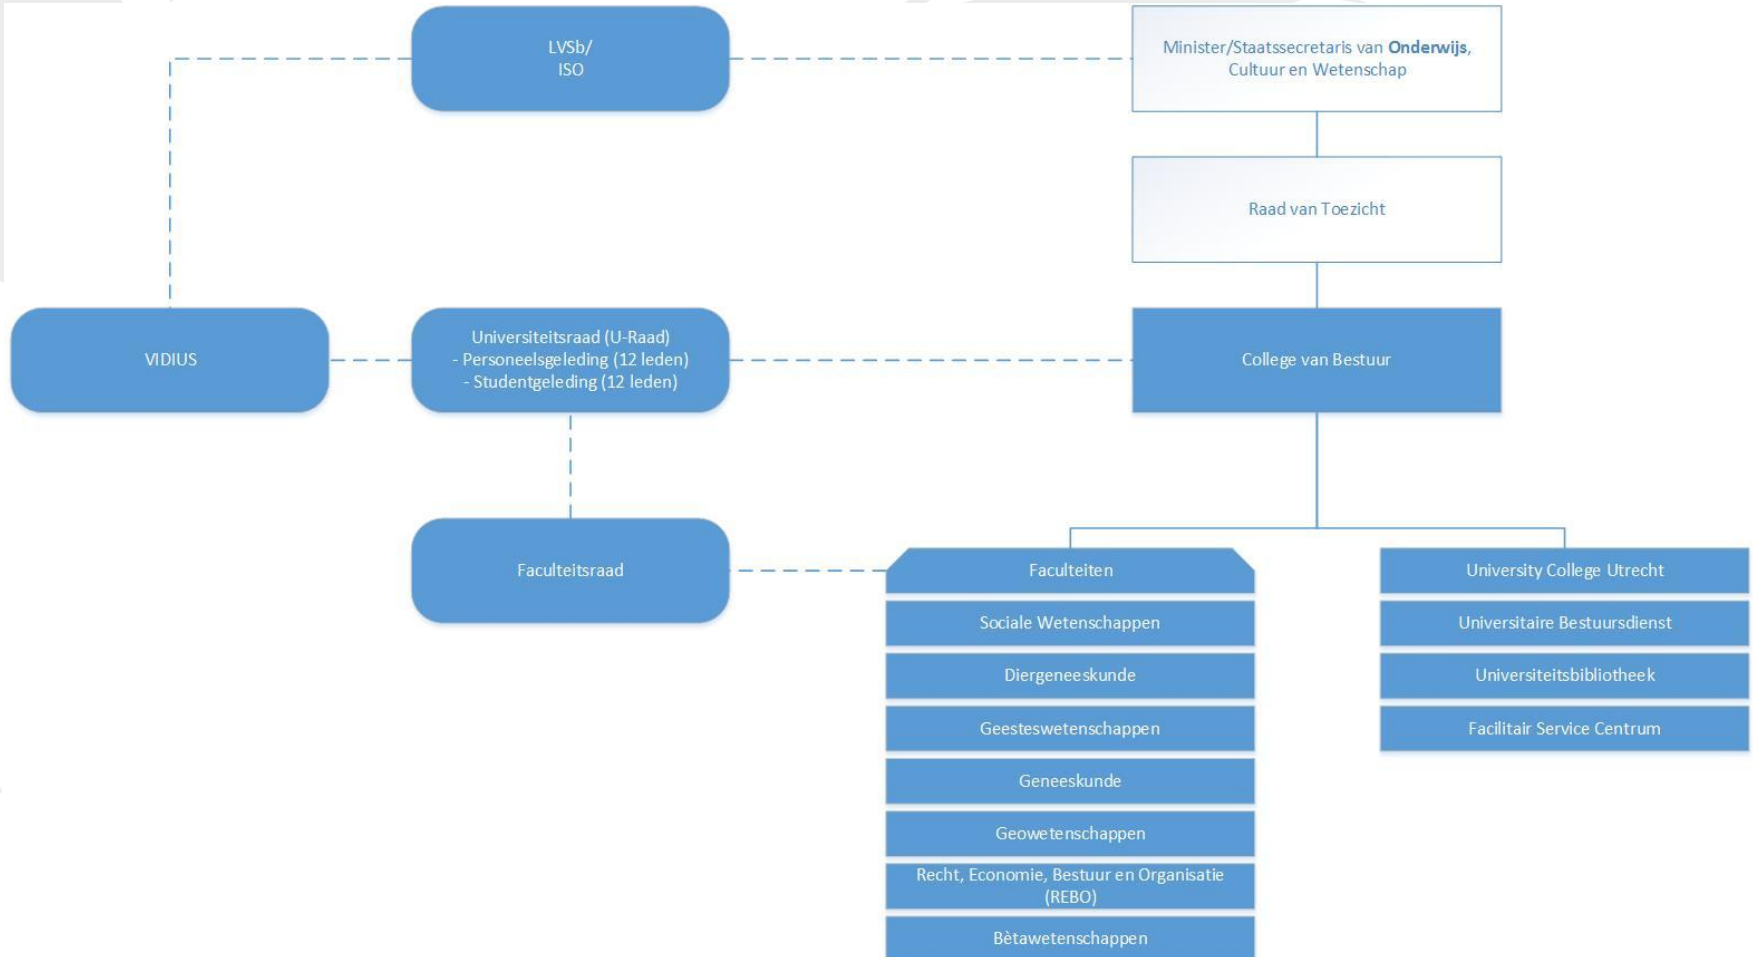 LVSb/
ISO
Minister/Staatssecretaris van Onderwijs,
Cultuur en Wetenschap
Raad van Toezicht
VIDIUS
Universiteitsraad (U-Raad)
- Personeelsgeleding (12 leden)
- Studentgeleding (12 leden)
College van Bestuur
Faculteitsraad
Faculteiten
Sociale Wetenschappen
Diergeneeskunde
Geesteswetenschappen
Geneeskunde
Geowetenschappen
Recht, Economie, Bestuur en Organisatie
(REBO)
Bètawetenschappen
University College Utrecht
Universitaire Bestuursdienst
Universiteitsbibliotheek
Facilitair Service Centrum